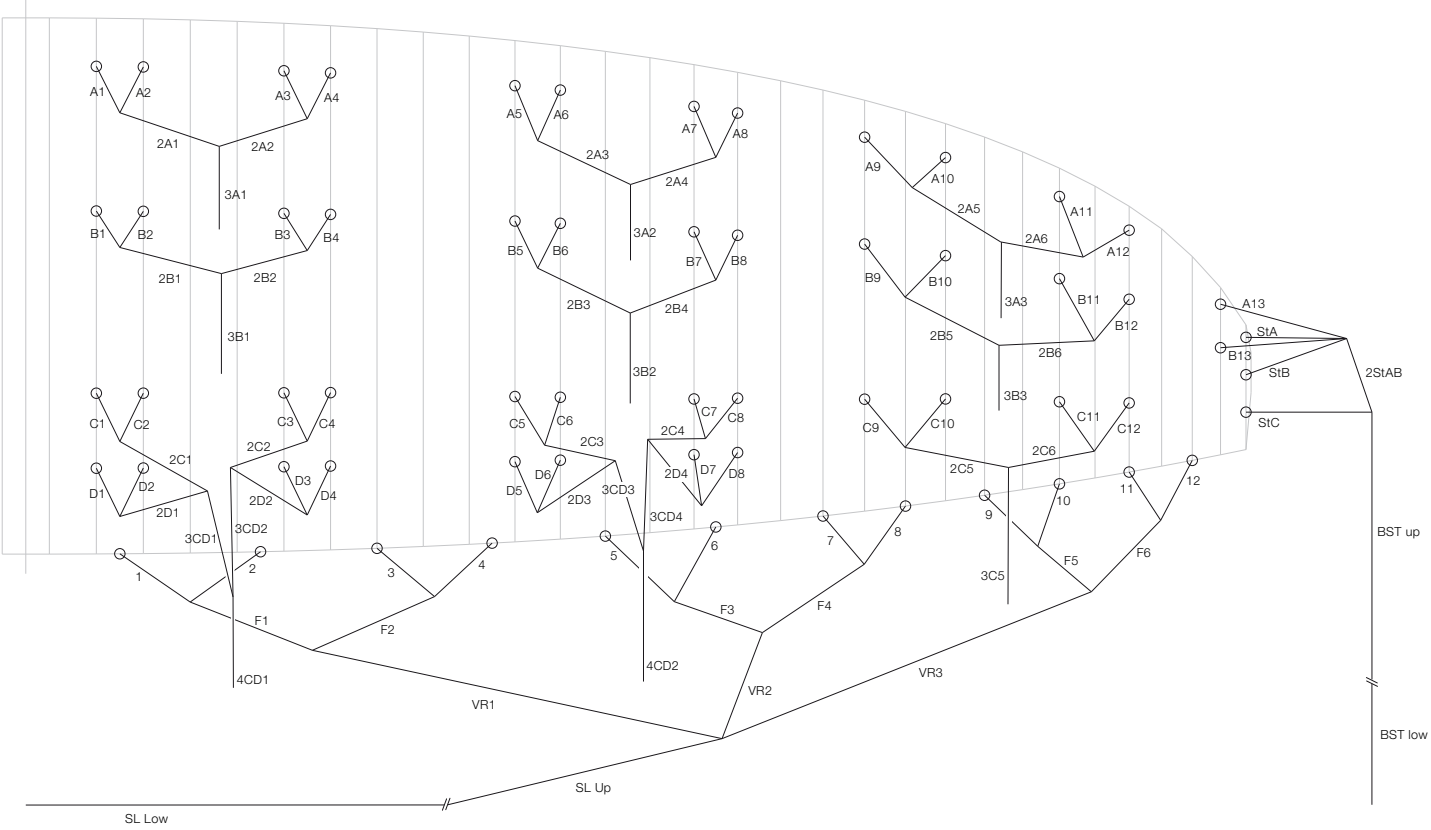 A1
A2
A3
A4
2A1
2A2
3A1
A5
A6
A7
A8
2A3
2A4
3A2
A9
A10
A11
A12
2A5
2A6
3A3
B1
B2
B3
B4
2B1
2B2
3B1
B5
B6
B7
B8
2B3
2B4
3B2
B9
B10
B11
B12
2B5
2B6
3B3
A13
StA
B13
StB
2StAB
StC
C1
C2
C3
C4
2C1
2C2
D1
D2
D3
D4
2D1
2D2
3CD1
3CD2
C5
C6
C7
C8
2C3
2C4
D5
D6
D7
D8
2D3
2D4
3CD3
3CD4
C9
C10
C11
C12
2C5
2C6
3C5
1
2
3
4
5
6
7
8
9
10
11
12
F1
F2
F3
F4
F5
F6
4CD1
4CD2
VR1
VR2
VR3
BST up
BST low
SL Up
SL Low